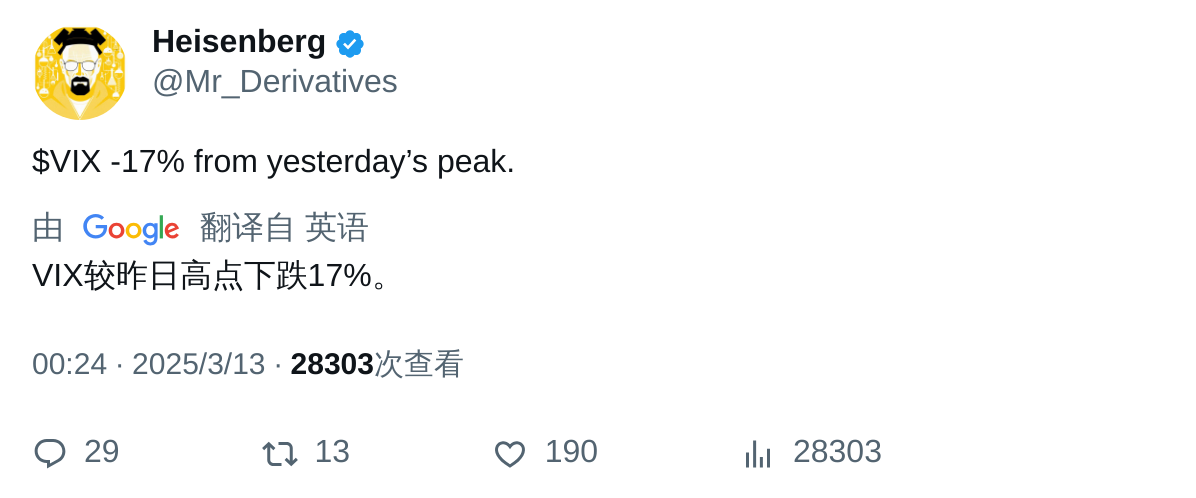 Heisenberg
@Mr_Derivatives
$VIX -17% from yesterday’s peak.
由 Google 翻译自 英语
VIX较昨日高点下跌17%。
00:24 · 2025/3/13 · 28303次查看
29 13 190 28303